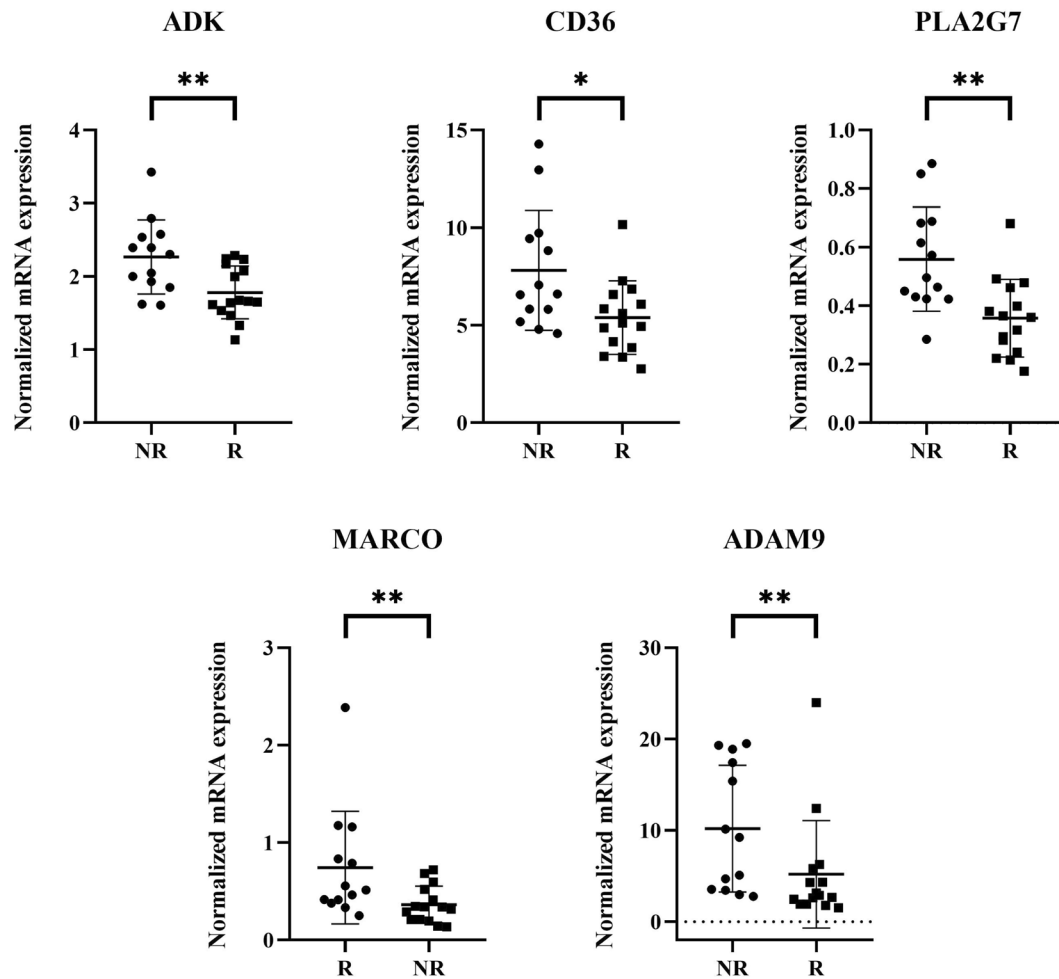 ADK
**
Normalized mRNA expression
4
3
2
1
0
NR R
CD36
*
Normalized mRNA expression
15
10
5
0
NR R
PLA2G7
**
Normalized mRNA expression
1.0
0.8
0.6
0.4
0.2
0.0
NR R
MARCO
**
Normalized mRNA expression
3
2
1
0
R NR
ADAM9
**
Normalized mRNA expression
30
20
10
0
NR R